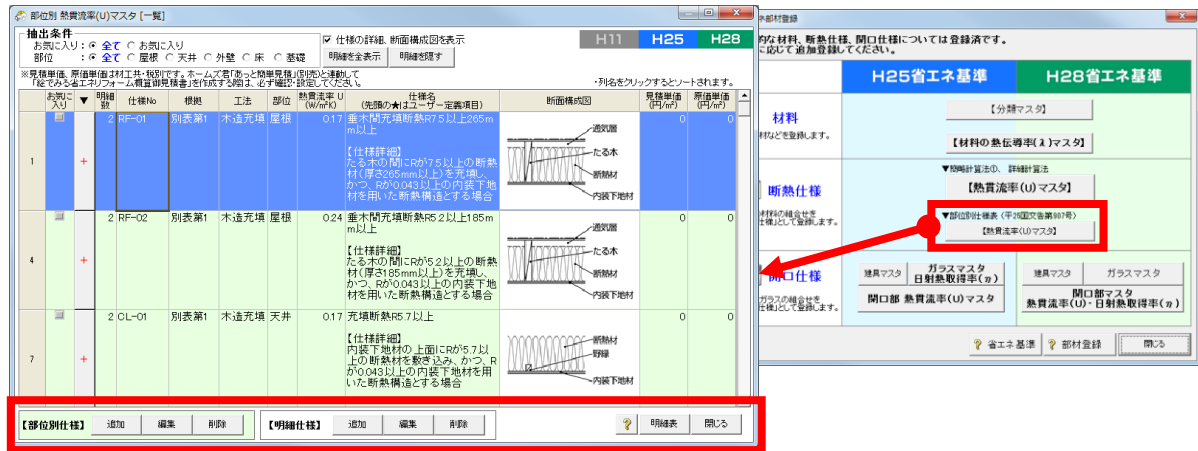 部位別 熱貫流率(U)マスタ [一覧]
抽出条件
お気に入り : 全て お気に入り
部位 : 全て 屋根 天井 外壁 床 基礎
仕様の詳細、断面構成図を表示
明細を全表示 明細を隠す
H11 H25 H28
※見積単価、原価単価は材工共・税別です。ホームズ君「あっと簡単見積」(別売)と連動して
「絵でみる省エネリフォーム概算御見積書」を作成する際は、必ず確認・設定してください。
・列名をクリックするとソートされます。
お気に入り ▼ 明細数 仕様No 根拠 工法 部位 熱貫流率 U (W/㎡K) 仕様名 (先頭の★はユーザー定義項目) 断面構成図 見積単価 (円/㎡) 原価単価 (円/㎡)
1 + 2 RF-01 別表第1 木造充填 屋根 0.17 垂木間充填断熱R7.5以上265m
m以上
0 0
【仕様詳細】
たる木の間にRが7.5以上の断熱
材(厚さ265mm以上)を充填し、
かつ、Rが0.043以上の内装下地
材を用いた断熱構造とする場合
通気層
たる木
断熱材
内装下地材
4 + 2 RF-02 別表第1 木造充填 屋根 0.24 垂木間充填断熱R5.2以上185m
m以上
0 0
【仕様詳細】
たる木の間にRが5.2以上の断熱
材(厚さ185mm以上)を充填し、
かつ、Rが0.043以上の内装下地
材を用いた断熱構造とする場合
通気層
たる木
断熱材
内装下地材
7 + 2 CL-01 別表第1 木造充填 天井 0.17 充填断熱R5.7以上
0 0
【仕様詳細】
内装下地材の上面にRが5.7以
上の断熱材を敷き込み、かつ、R
が0.043以上の内装下地材を用
いた断熱構造とする場合
断熱材
野縁
内装下地材
【部位別仕様】 追加 編集 削除 【明細仕様】 追加 編集 削除 ? 明細表 閉じる
ネ部材登録
的な材料、断熱仕様、開口仕様については登録済です。
に応じて追加登録してください。
H25省エネ基準 H28省エネ基準
材料
材などを登録します。
【分類マスタ】
【材料の熱伝導率(λ)マスタ】
断熱仕様
材料の組合せを
仕様として登録します。
▼簡略計算法①、詳細計算法
【熱貫流率(U)マスタ】
▼部位別仕様表 (平25国交告第907号)
【熱貫流率(U)マスタ】
開口仕様
ガラスの組合せを
仕様として登録します。
建具マスタ ガラスマスタ 日射熱取得率(η)
開口部 熱貫流率(U)マスタ
建具マスタ ガラスマスタ
開口部マスタ
熱貫流率(U)・日射熱取得率(η)
? 省エネ基準 ? 部材登録 閉じる